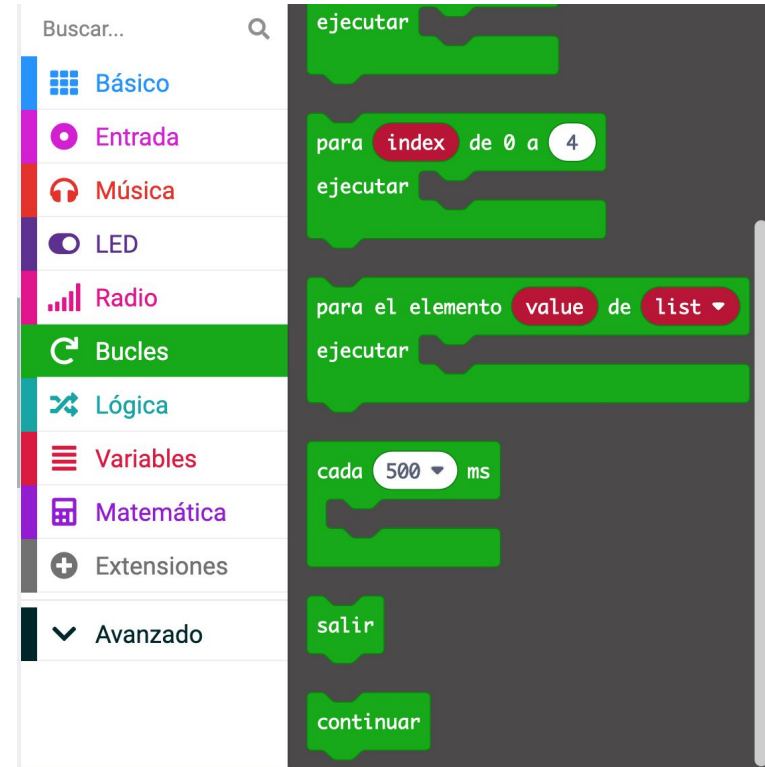 Buscar...
Básico
Entrada
Música
LED
Radio
Bucles
Lógica
Variables
Matemática
Extensiones
Avanzado
ejecutar
para index de 0 a 4
ejecutar
para el elemento value de list
ejecutar
cada 500 ms
salir
continuar